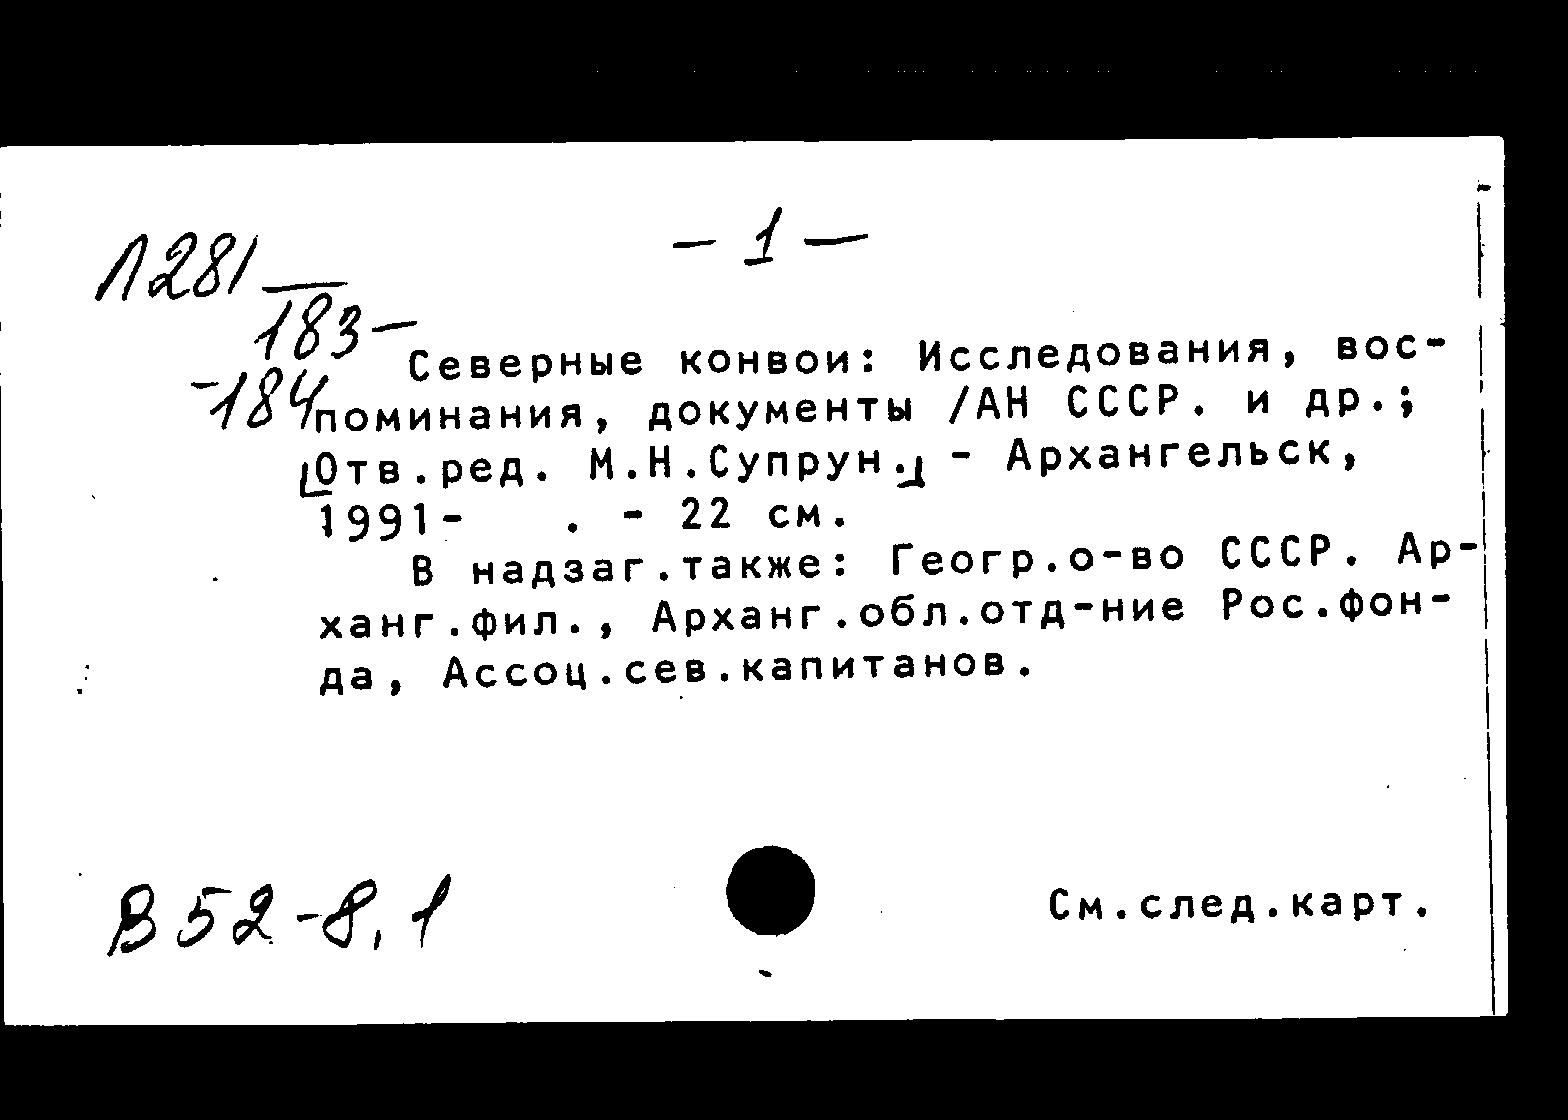 Л281
— 1 —
183-
-184
Северные конвои: Исследования, вос-
поминания, документы /АН СССР. и др.;
[Отв.ред. М.Н.Супрун.] - Архангельск,
1991-   . - 22 см.
В надзаг.также: Геогр.о-во СССР. Ар-
ханг.фил., Арханг.обл.отд-ние Рос.фон-
да, Ассоц.сев.капитанов.
В 52-8,1
См.след.карт.